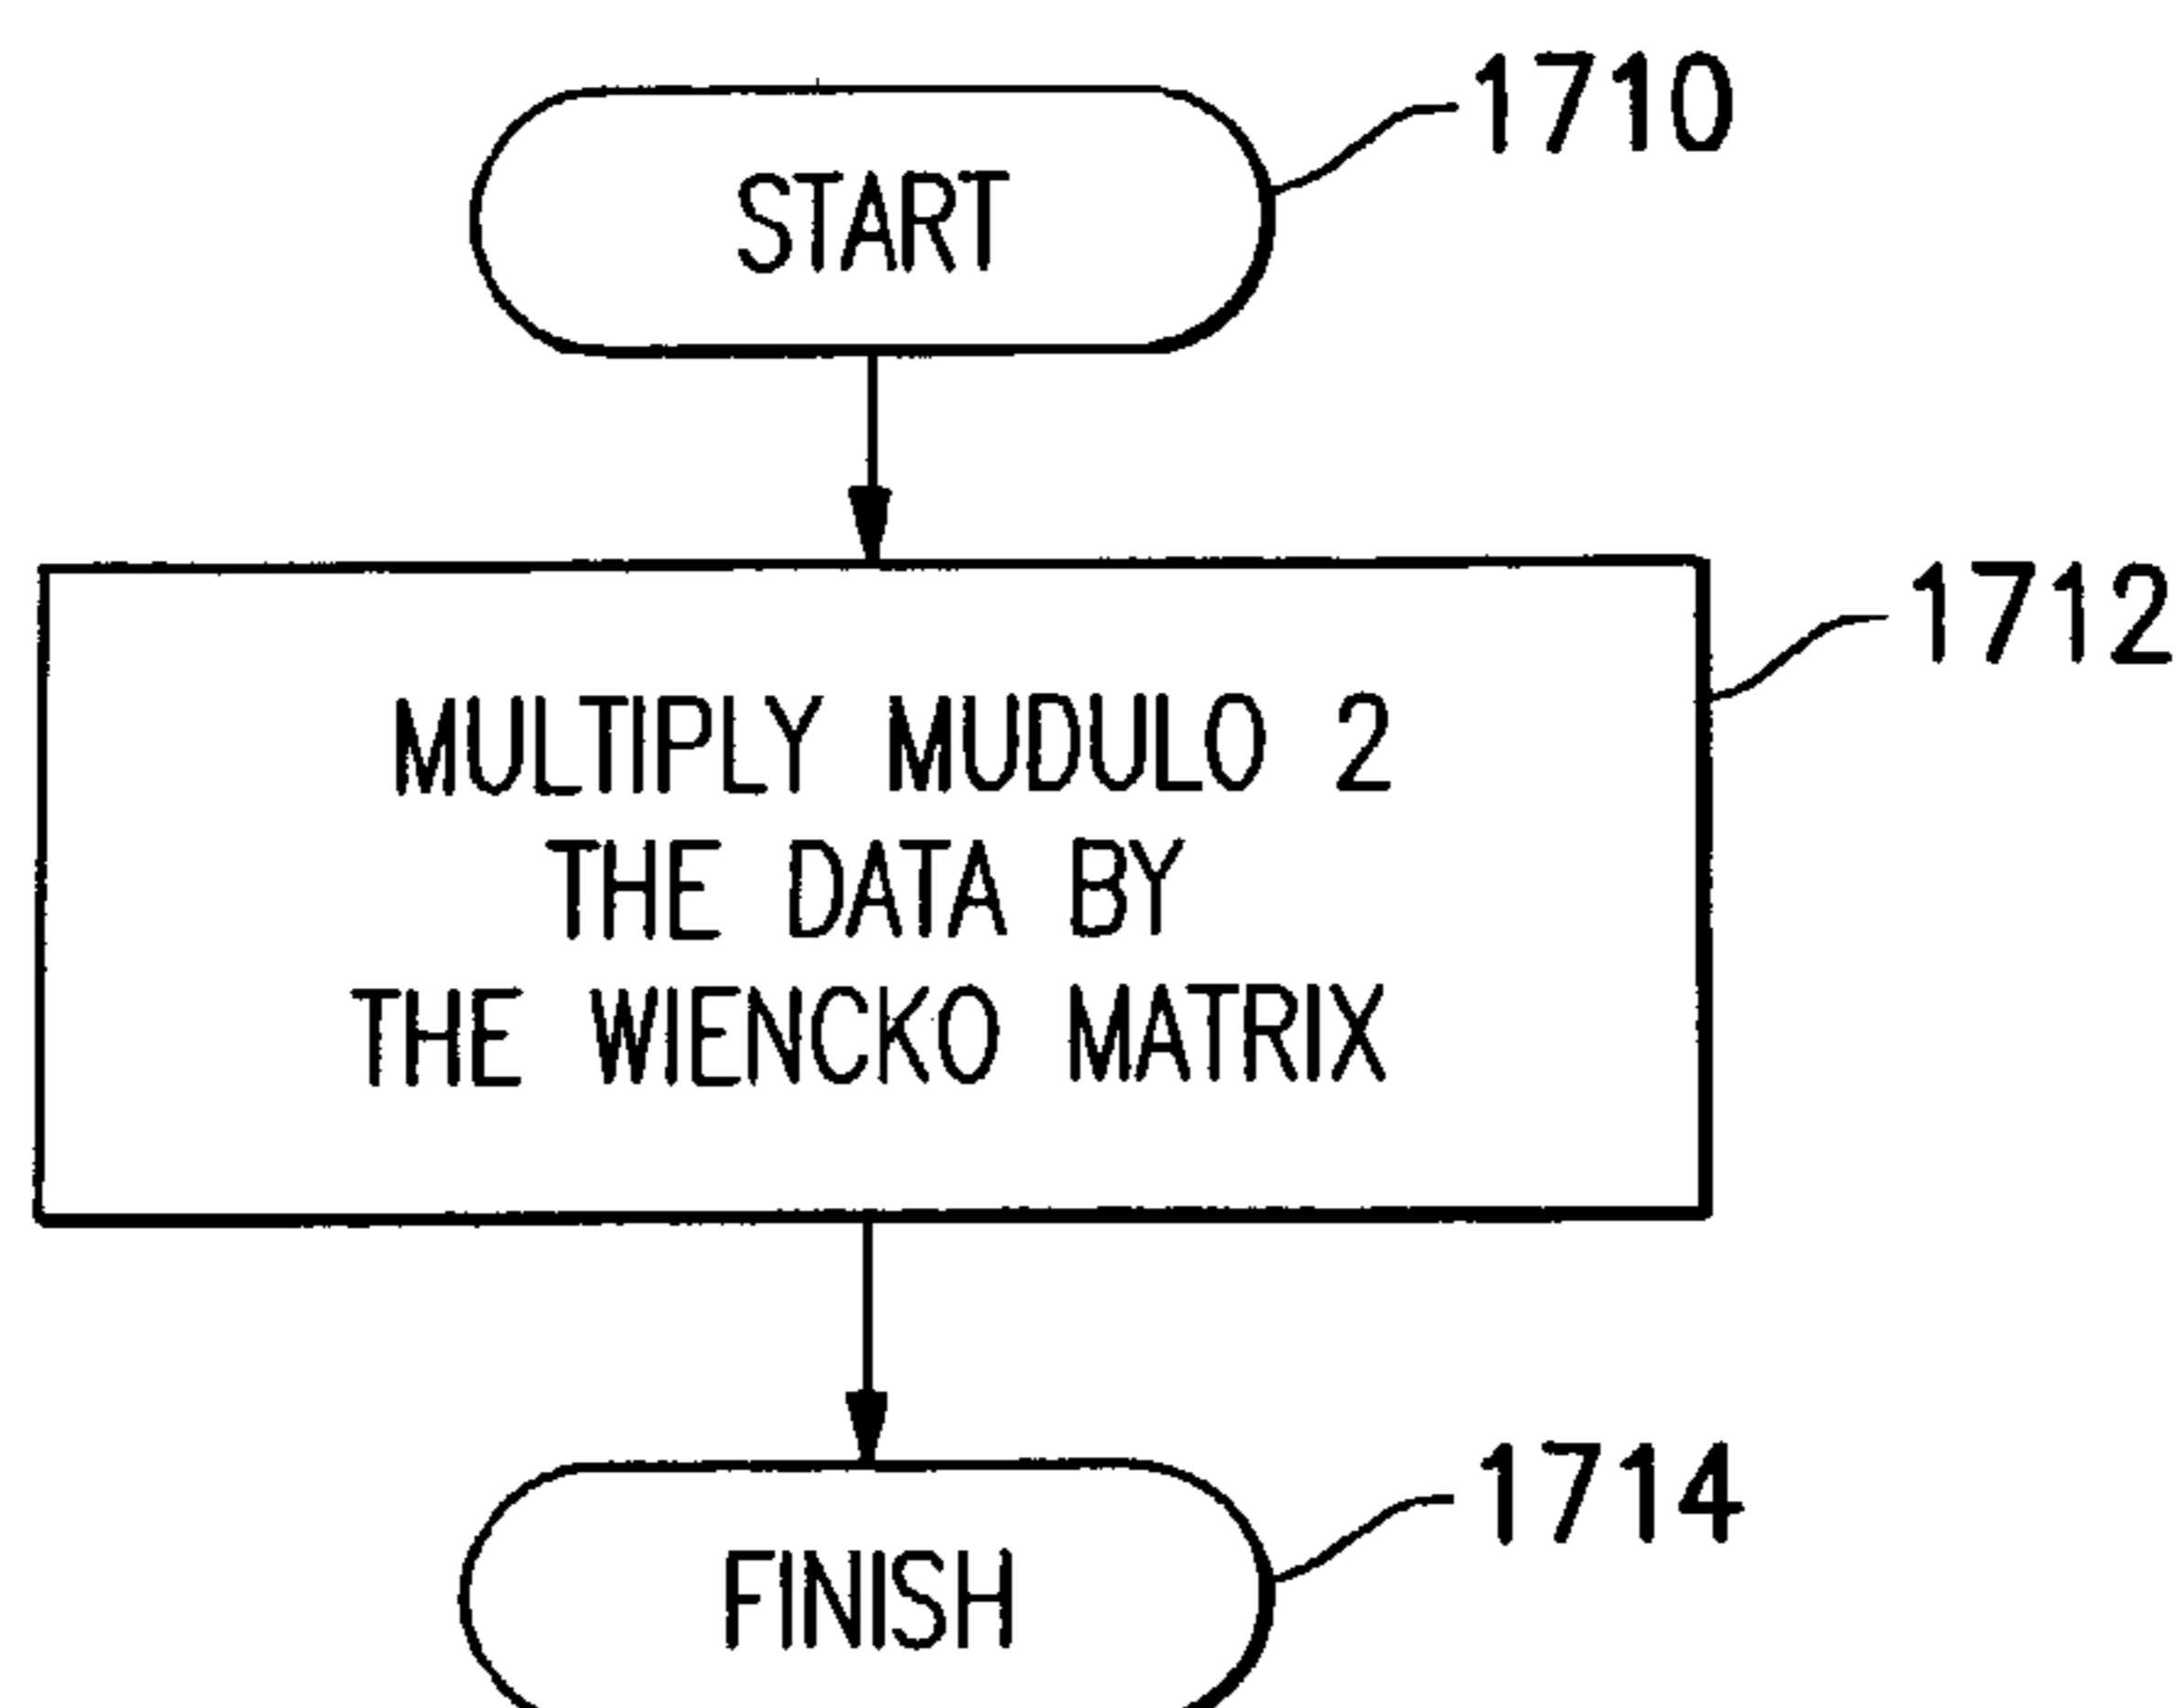 1710
START
1712
MULTIPLY MUDULO 2
THE DATA BY
THE WIENCKO MATRIX
1714
FINISH